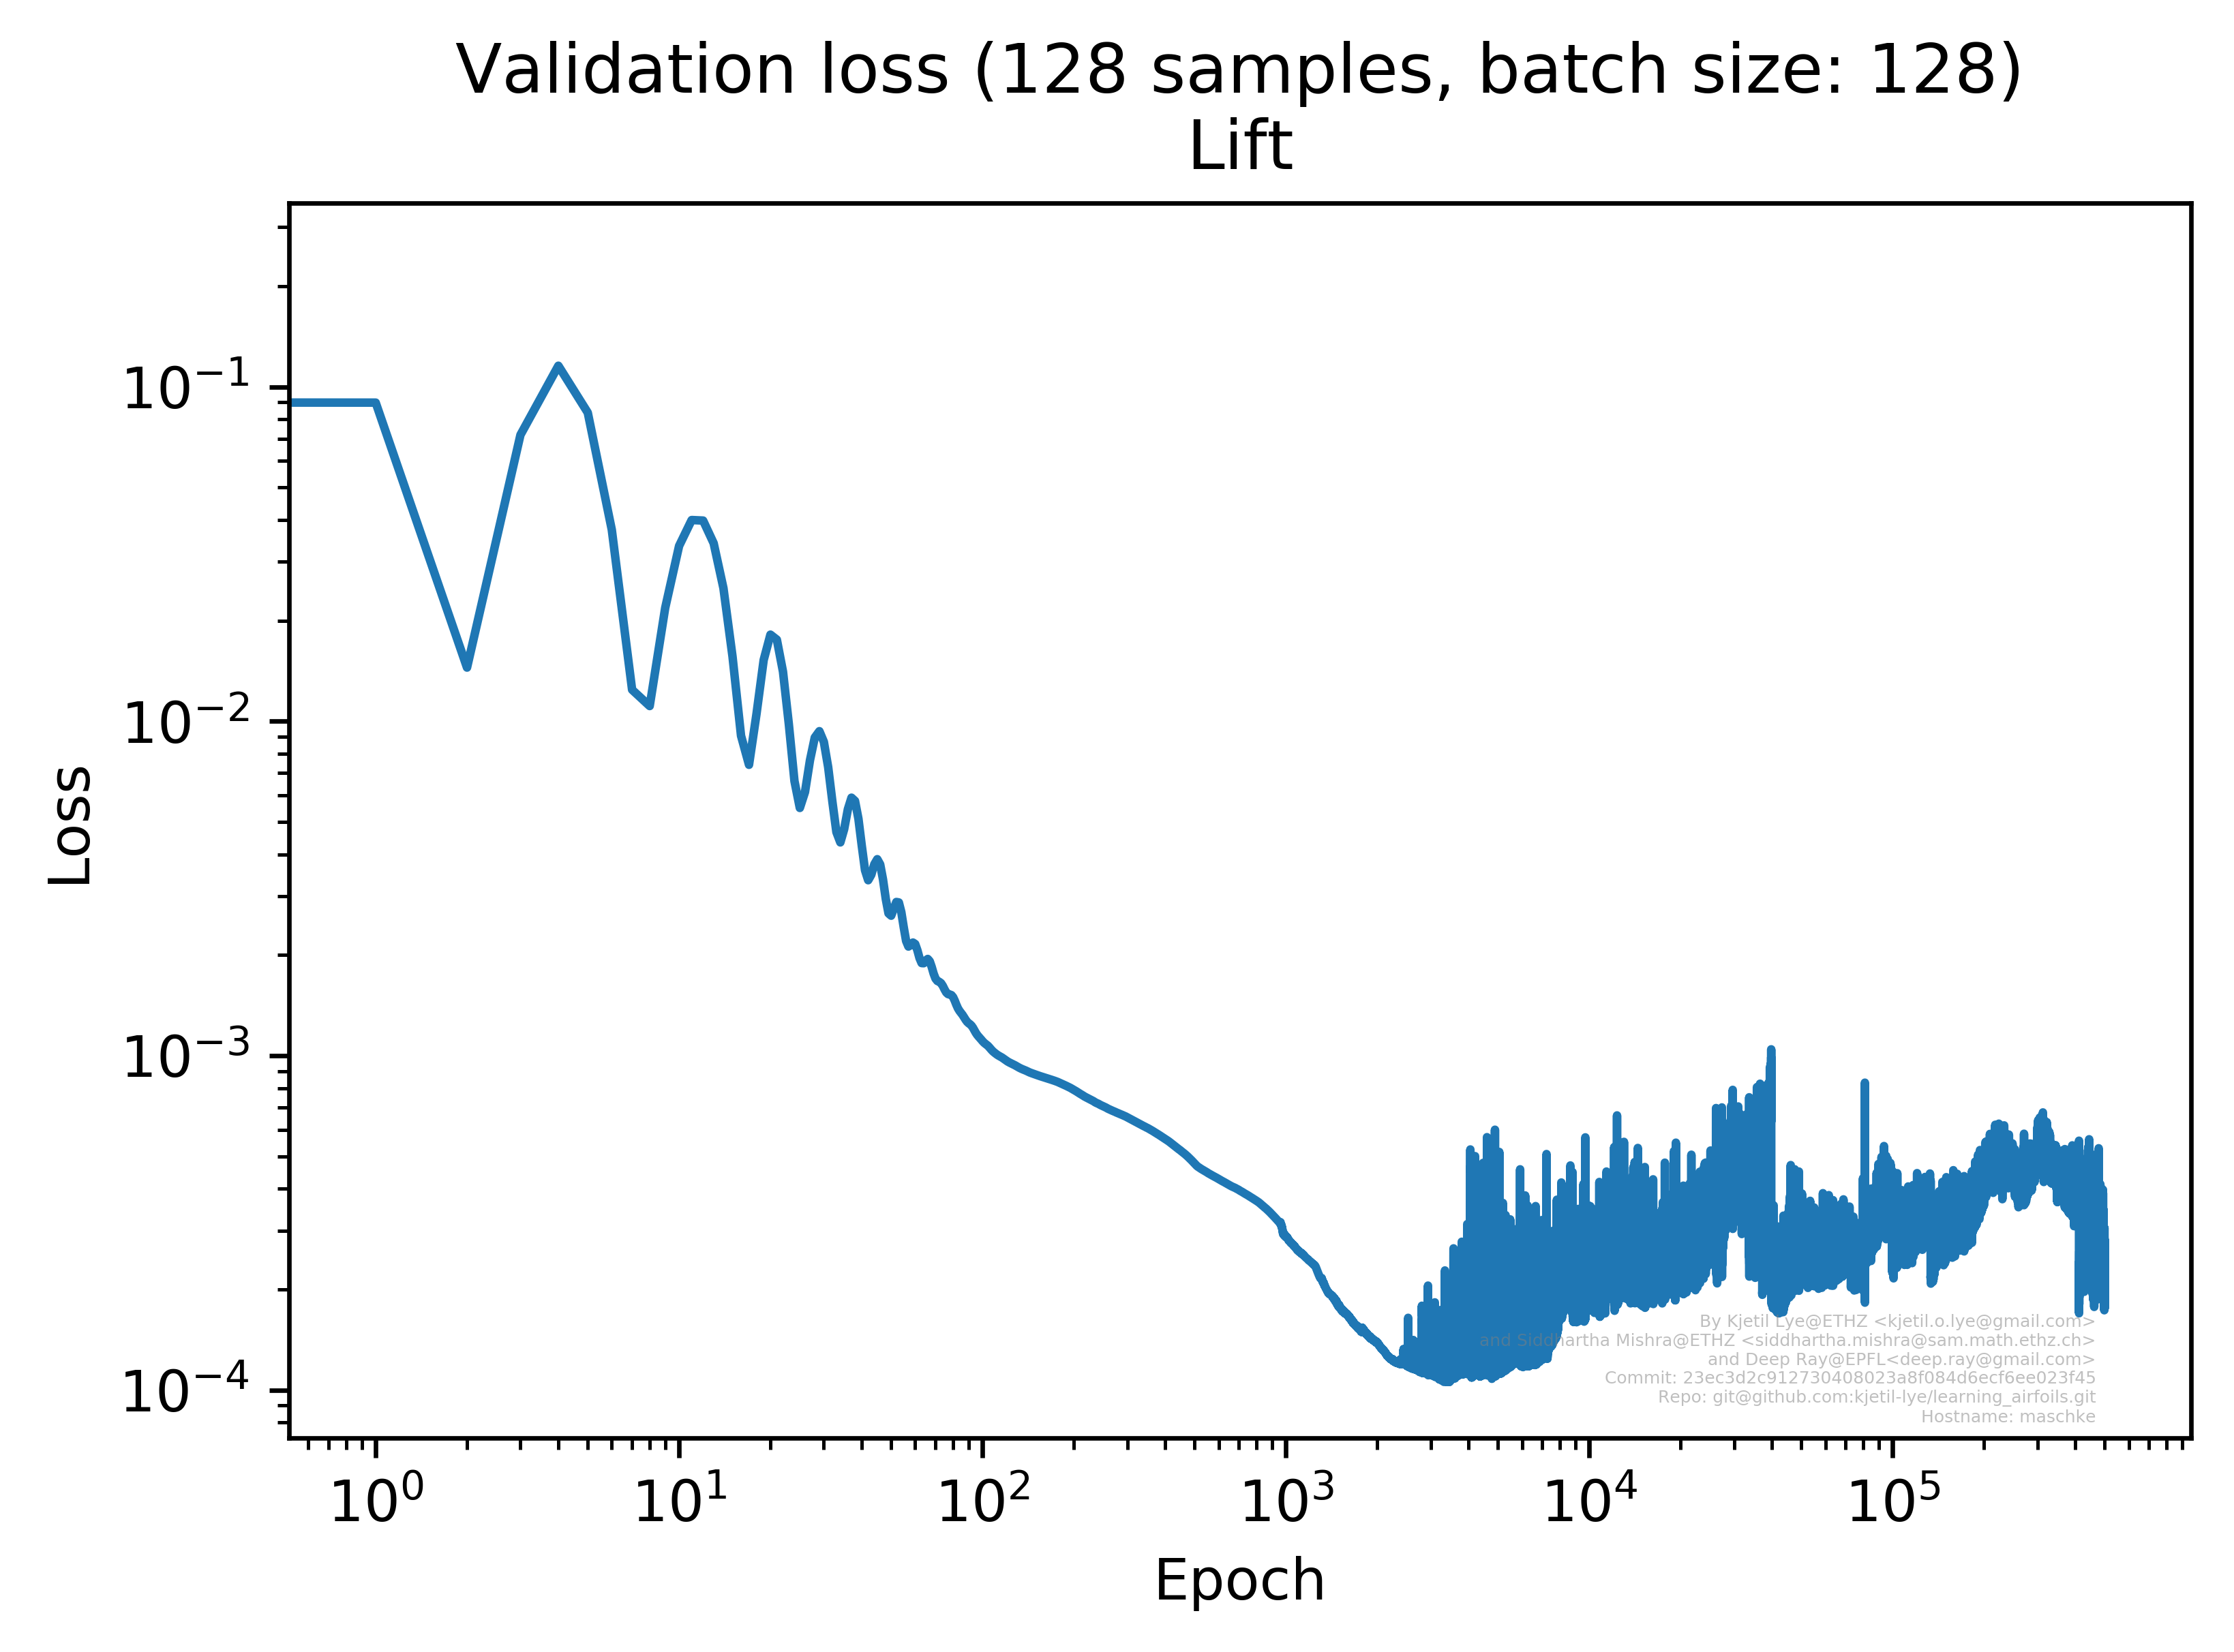 Validation loss (128 samples, batch size: 128)
Lift
Loss
10⁻¹
10⁻²
10⁻³
10⁻⁴
10⁰ 10¹ 10² 10³ 10⁴ 10⁵
Epoch
By Kjetil Lye@ETHZ <kjetil.o.lye@gmail.com>
and Siddhartha Mishra@ETHZ <siddhartha.mishra@sam.math.ethz.ch>
and Deep Ray@EPFL<deep.ray@gmail.com>
Commit: 23ec3d2c912730408023a8f084d6ecf6ee023f45
Repo: git@github.com:kjetil-lye/learning_airfoils.git
Hostname: maschke